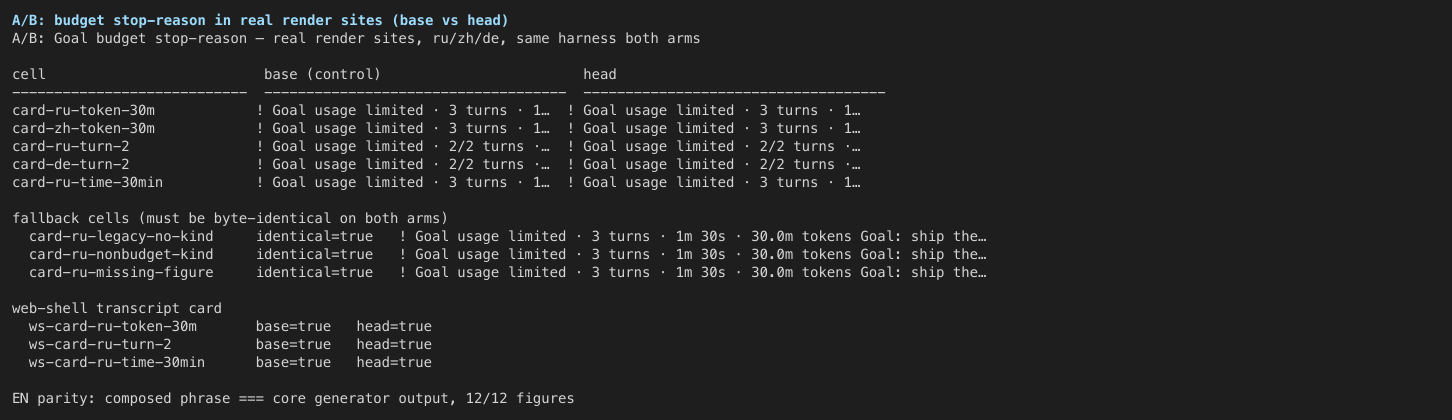 A/B: budget stop-reason in real render sites (base vs head)
A/B: Goal budget stop-reason — real render sites, ru/zh/de, same harness both arms
cell base (control) head
---------------------------- ------------------------------------ ------------------------------------
card-ru-token-30m ! Goal usage limited · 3 turns · 1… ! Goal usage limited · 3 turns · 1…
card-zh-token-30m ! Goal usage limited · 3 turns · 1… ! Goal usage limited · 3 turns · 1…
card-ru-turn-2 ! Goal usage limited · 2/2 turns ·… ! Goal usage limited · 2/2 turns ·…
card-de-turn-2 ! Goal usage limited · 2/2 turns ·… ! Goal usage limited · 2/2 turns ·…
card-ru-time-30min ! Goal usage limited · 3 turns · 1… ! Goal usage limited · 3 turns · 1…
fallback cells (must be byte-identical on both arms)
card-ru-legacy-no-kind identical=true ! Goal usage limited · 3 turns · 1m 30s · 30.0m tokens Goal: ship the…
card-ru-nonbudget-kind identical=true ! Goal usage limited · 3 turns · 1m 30s · 30.0m tokens Goal: ship the…
card-ru-missing-figure identical=true ! Goal usage limited · 3 turns · 1m 30s · 30.0m tokens Goal: ship the…
web-shell transcript card
ws-card-ru-token-30m base=true head=true
ws-card-ru-turn-2 base=true head=true
ws-card-ru-time-30min base=true head=true
EN parity: composed phrase === core generator output, 12/12 figures